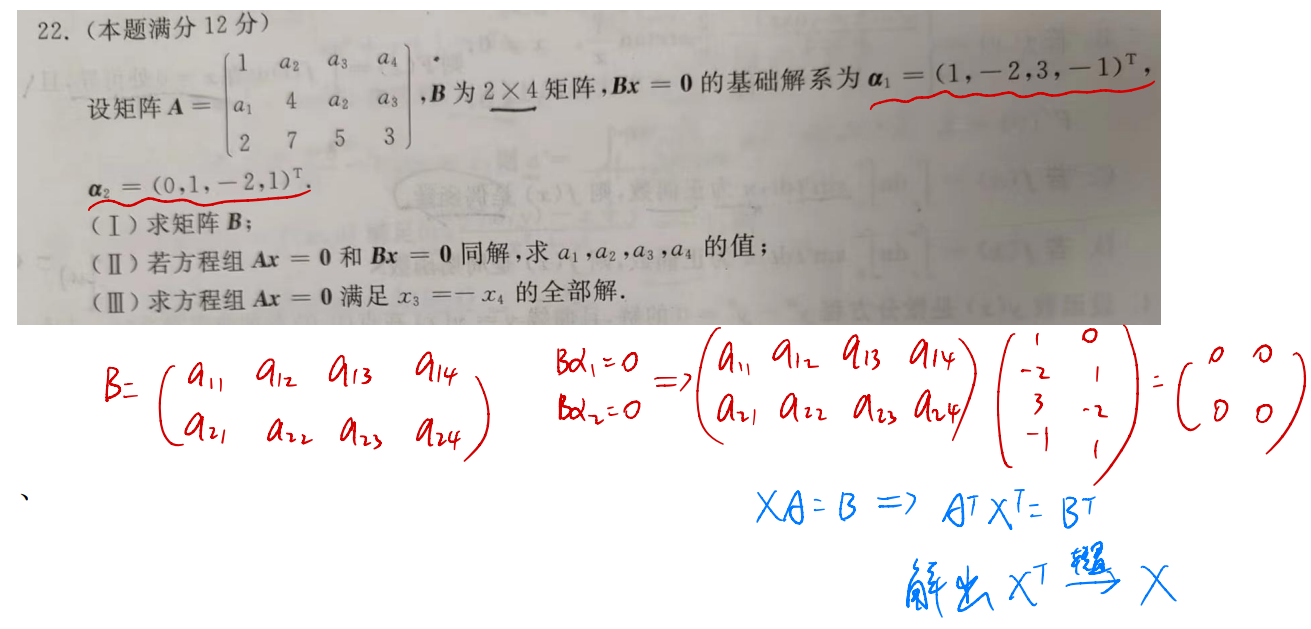 22. (本题满分 12 分)
设矩阵 A = (1 a₂ a₃ a₄; a₁ 4 a₂ a₃; 2 7 5 3), B 为 2×4 矩阵, Bx = 0 的基础解系为 α₁ = (1, −2, 3, −1)ᵀ,
α₂ = (0, 1, −2, 1)ᵀ.
(Ⅰ) 求矩阵 B;
(Ⅱ) 若方程组 Ax = 0 和 Bx = 0 同解, 求 a₁, a₂, a₃, a₄ 的值;
(Ⅲ) 求方程组 Ax = 0 满足 x₃ = − x₄ 的全部解.
B = (a₁₁ a₁₂ a₁₃ a₁₄; a₂₁ a₂₂ a₂₃ a₂₄) Bα₁=0 Bα₂=0 => (a₁₁ a₁₂ a₁₃ a₁₄; a₂₁ a₂₂ a₂₃ a₂₄) (1 0; -2 1; 3 -2; -1 1) = (0 0; 0 0)
、
XA = B => Aᵀ Xᵀ = Bᵀ
解出 Xᵀ 转置→ X